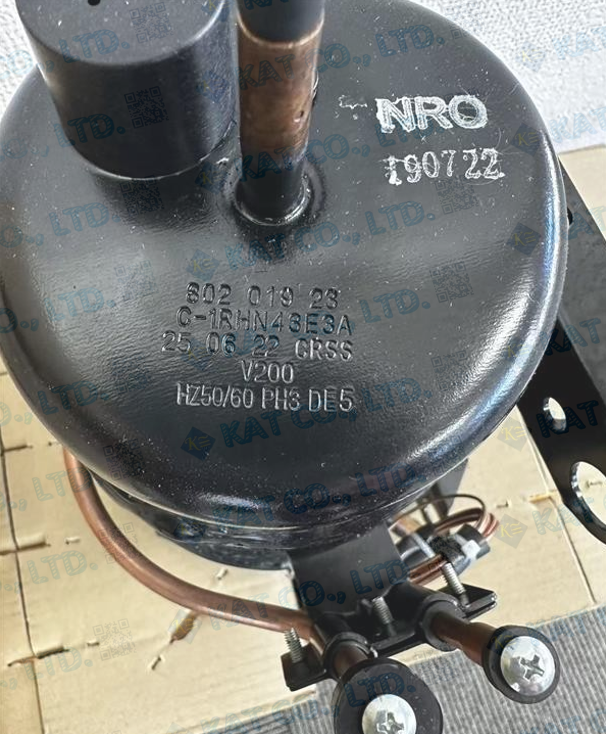 NRO
190722
802 019 23
C-1RHN43E3A
25 06 22 CRSS
V200
HZ50/60 PH3 DE5
KAT CO., LTD.